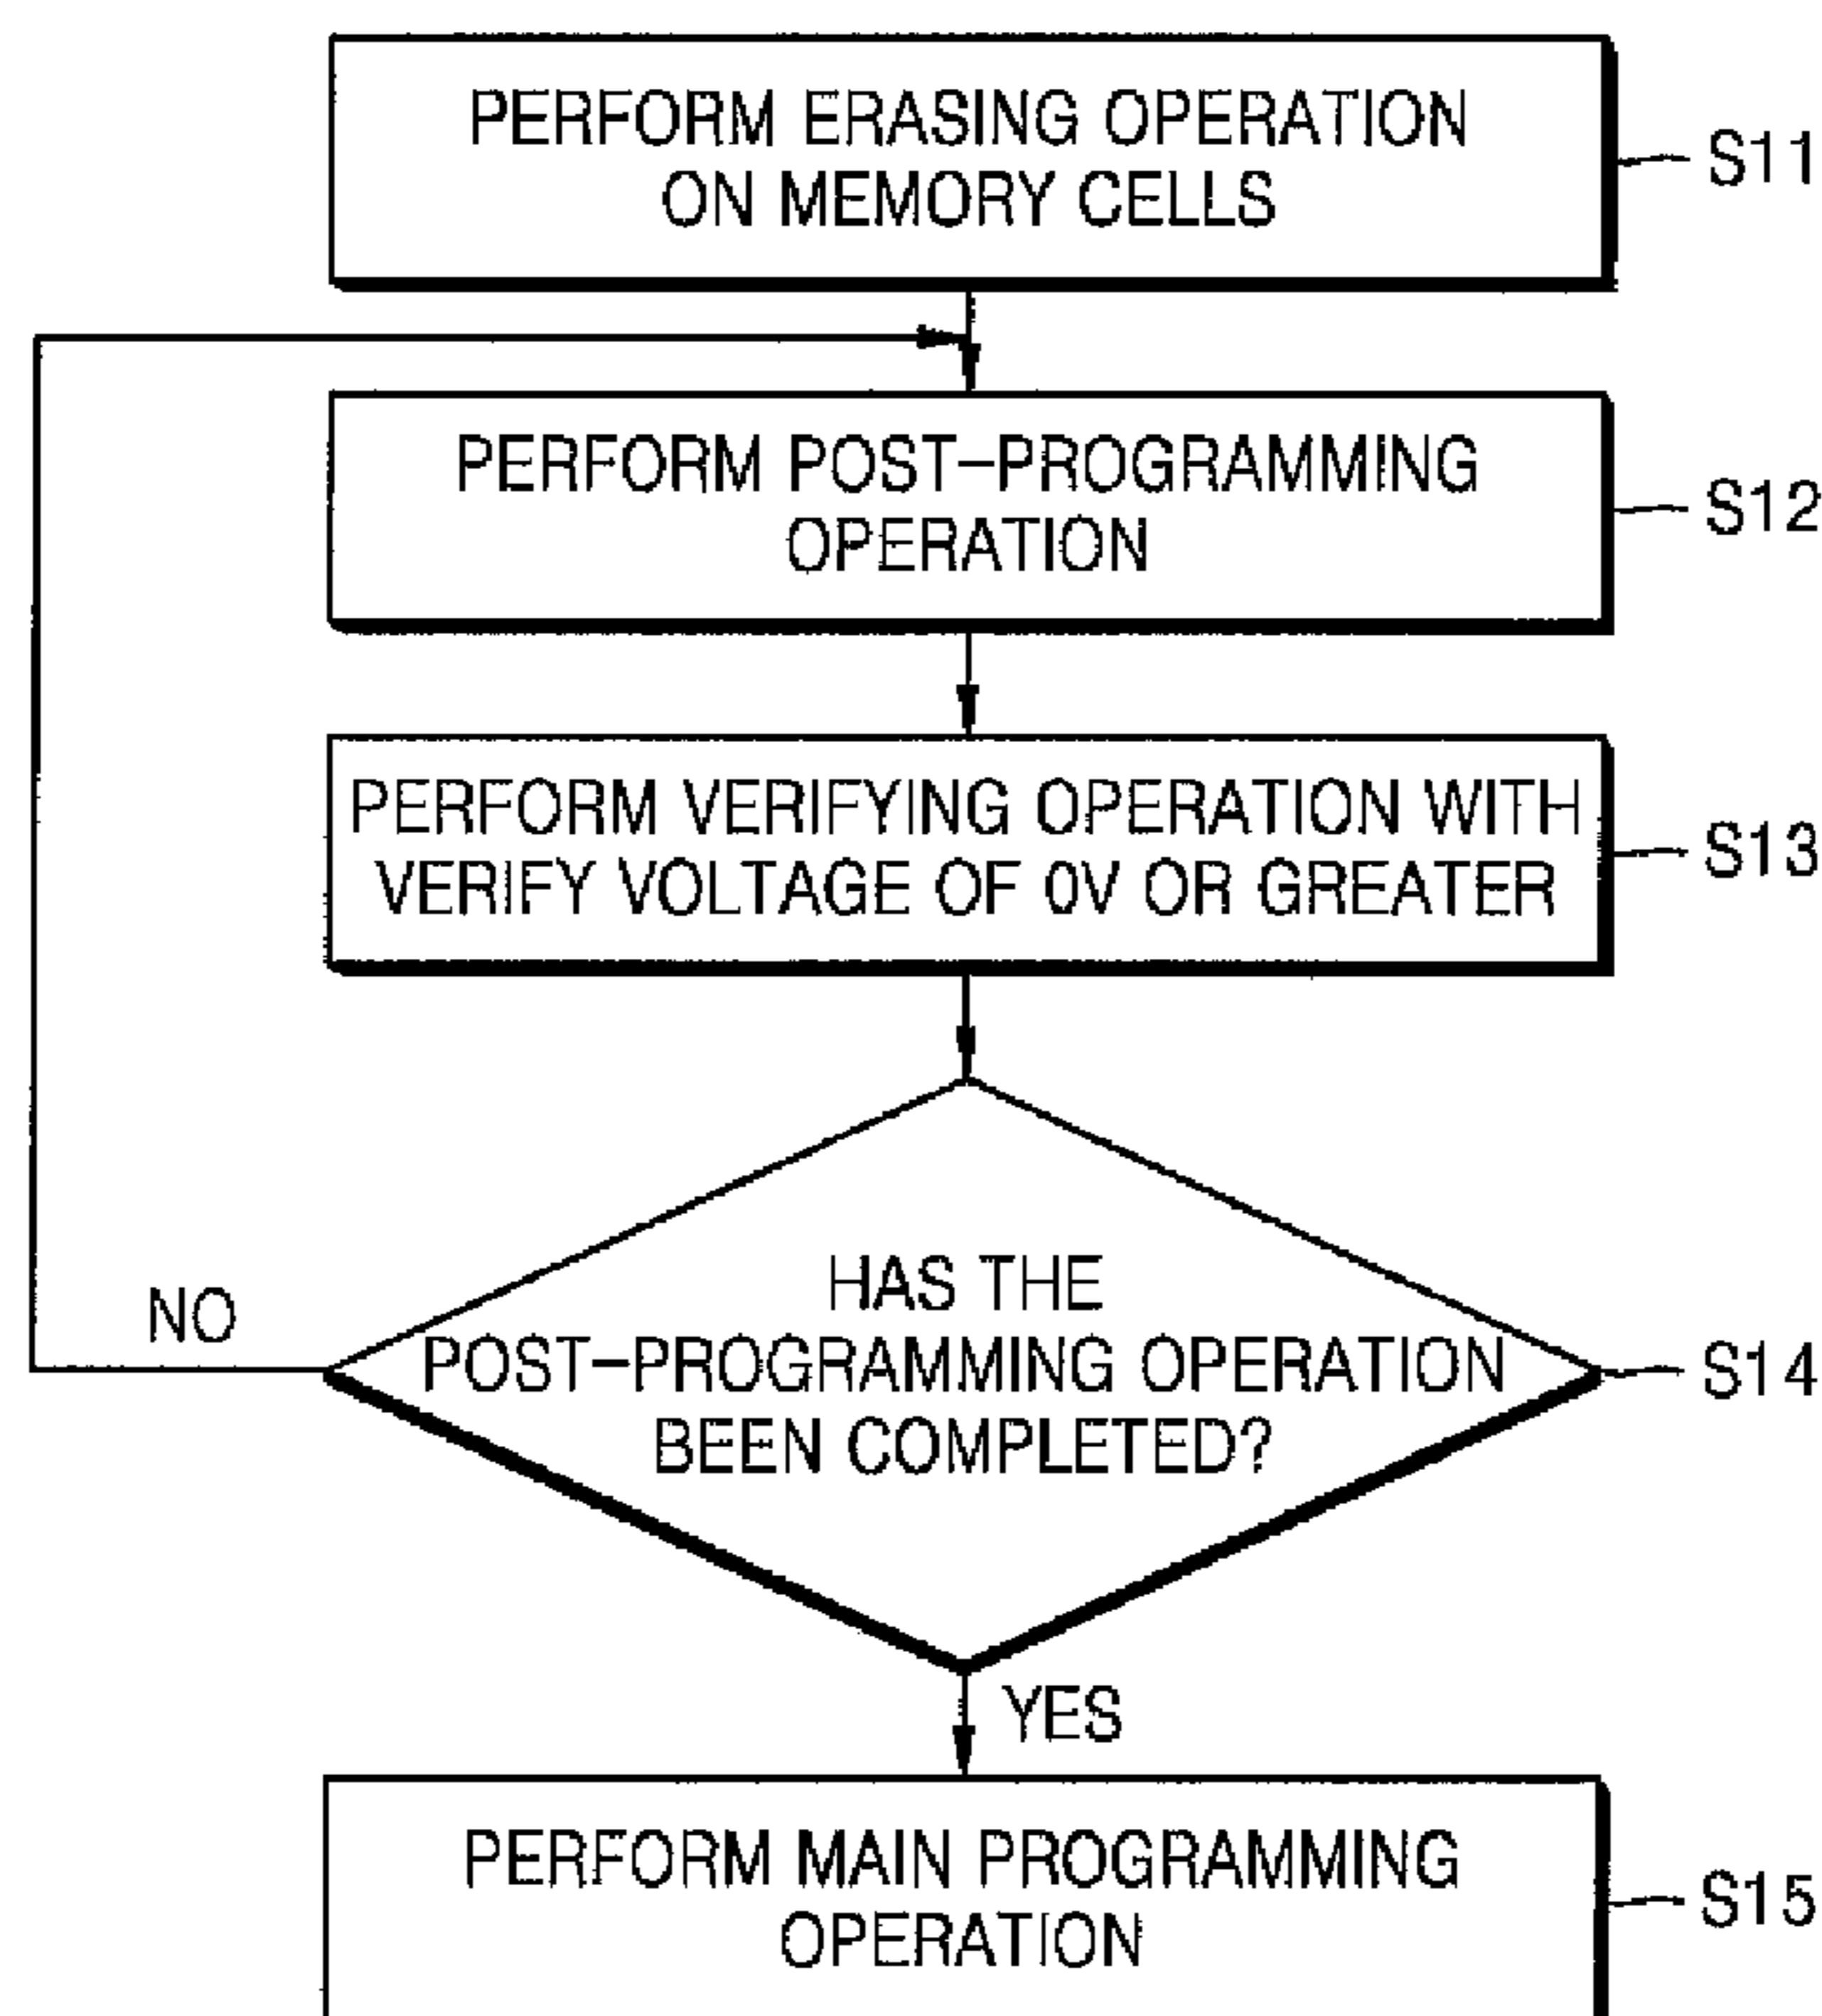 PERFORM ERASING OPERATION
ON MEMORY CELLS
S11
PERFORM POST-PROGRAMMING
OPERATION
S12
PERFORM VERIFYING OPERATION WITH
VERIFY VOLTAGE OF 0V OR GREATER
S13
HAS THE
POST-PROGRAMMING OPERATION
BEEN COMPLETED?
S14
NO
YES
PERFORM MAIN PROGRAMMING
OPERATION
S15